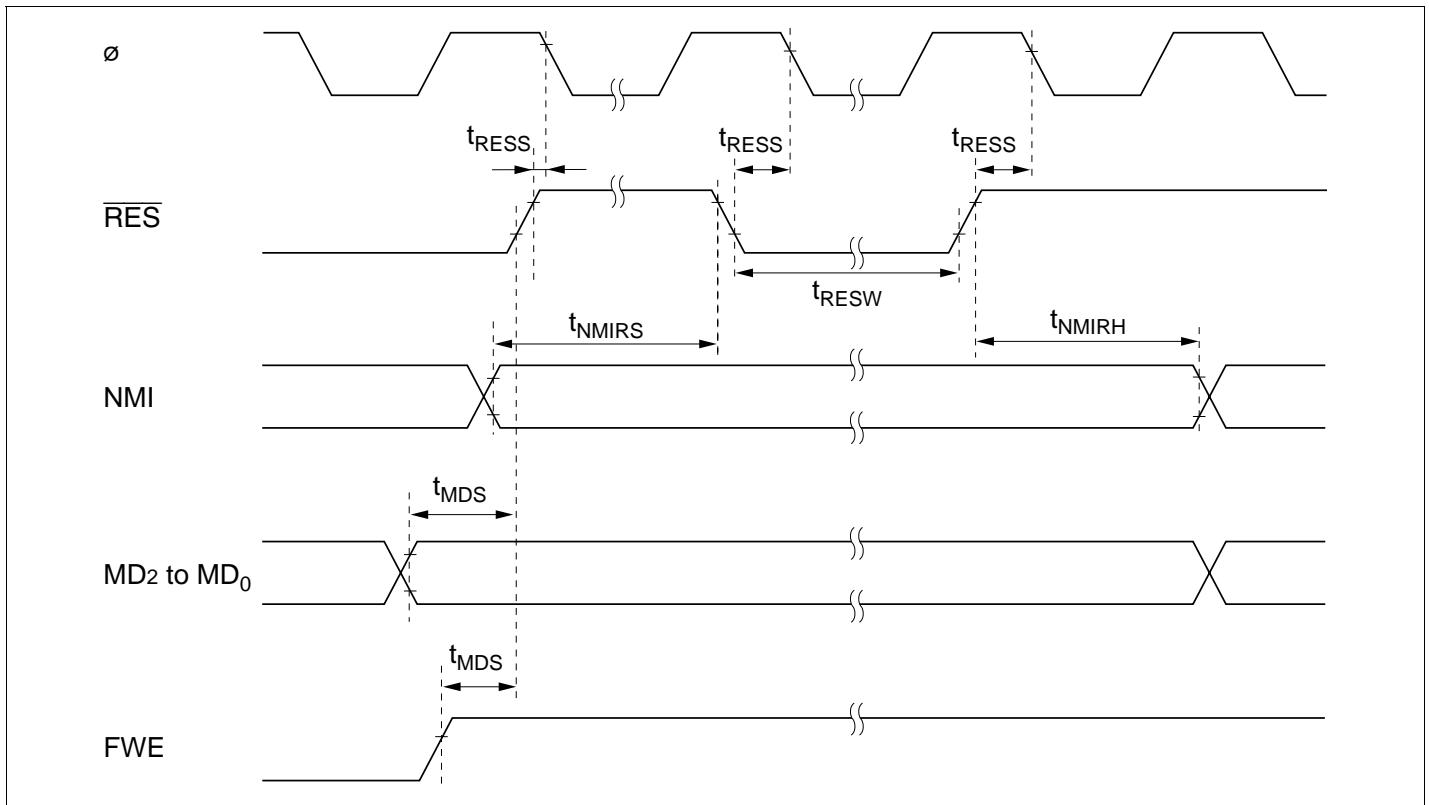 ø
tRESS tRESS tRESS
RES
tRESW
tNMIRS tNMIRH
NMI
tMDS
MD2 to MD0
tMDS
FWE